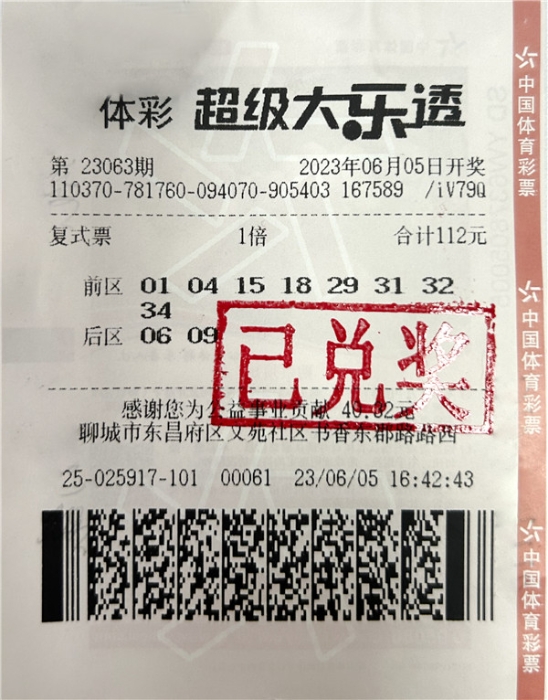 体彩 超级大乐透
第 23063期 2023年06月05日开奖
110370-781760-094070-905403 167589 /iV79Q
复式票 1倍 合计112元
前区 01 04 15 18 29 31 32
34
后区 06 09
已兑奖
感谢您为公益事业贡献 40.32元
聊城市东昌府区文苑社区书香东郡路路西
25-025917-101 00061 23/06/05 16:42:43
中国体育彩票
中国体育彩票
中国体育彩票